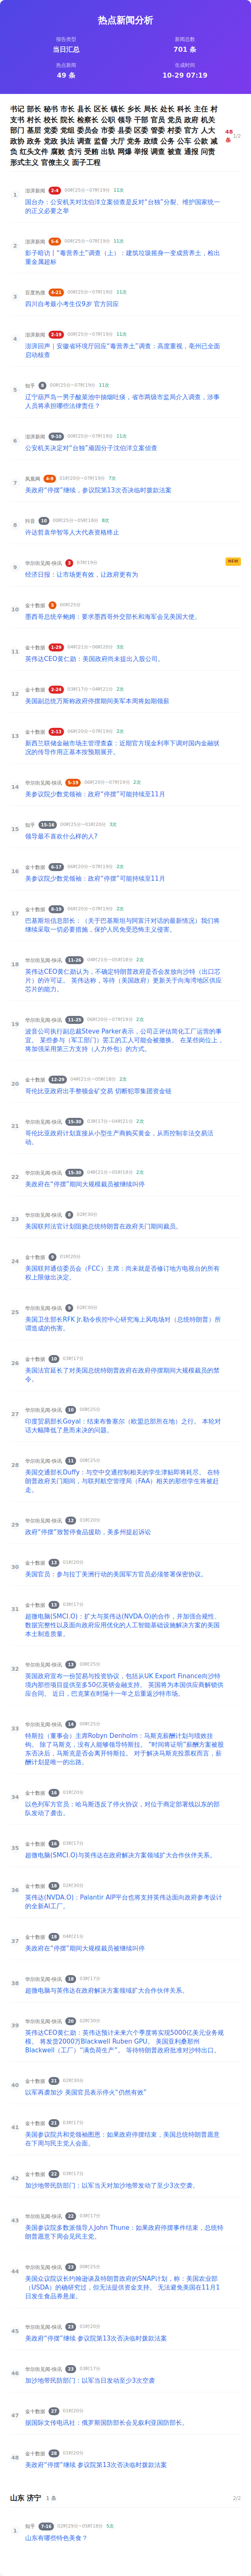 热点新闻分析
报告类型
新闻总数
当日汇总
701 条
热点新闻
生成时间
49 条
10-29 07:19
书记 部长 秘书 市长 县长 区长 镇长 乡长 局长 处长 科长 主任 村
支书 村长 校长 院长 检察长 公职 领导 干部 官员 党员 政府 机关
部门 基层 党委 党组 委员会 市委 县委 区委 管委 村委 官方 人大
政协 政务 党政 执法 调查 监督 大厅 党务 政绩 公务 公车 公款 减
负 红头文件 腐败 贪污 受贿 出轨 网爆 举报 调查 被查 通报 问责
形式主义 官僚主义 面子工程
48 条
1/2
1
澎湃新闻 2-4 00时25分~07时19分 11次
国台办：公安机关对沈伯洋立案侦查是反对“台独”分裂、维护国家统一
的正义必要之举
2
澎湃新闻 5-6 00时25分~07时19分 11次
影子暗访丨“毒营养土”调查（上）：建筑垃圾摇身一变成营养土，检出
重金属超标
3
百度热搜 4-21 00时25分~07时19分 11次
四川自考最小考生仅9岁 官方回应
4
澎湃新闻 2-19 00时25分~07时19分 11次
澎湃回声丨安徽省环境厅回应“毒营养土”调查：高度重视，亳州已全面
启动核查
5
知乎 8 00时25分~07时19分 11次
辽宁葫芦岛一男子酸菜池中抽烟吐痰，省市两级市监局介入调查，涉事
人员将承担哪些法律责任？
6
澎湃新闻 9-10 00时25分~07时19分 11次
公安机关决定对“台独”顽固分子沈伯洋立案侦查
7
凤凰网 4-9 01时20分~07时19分 7次
美政府“停摆”继续，参议院第13次否决临时拨款法案
8
抖音 10 00时25分~05时18分 8次
许达哲袁华智等人大代表资格终止
9
华尔街见闻·快讯 3 07时19分
NEW
经济日报：让市场更有效，让政府更有为
10
金十数据 5 00时25分
墨西哥总统辛鲍姆：要求墨西哥外交部长和海军会见美国大使。
11
金十数据 1-29 04时21分~06时20分 3次
英伟达CEO黄仁勋：美国政府尚未提出入股公司。
12
金十数据 2-24 03时17分~04时21分 2次
美国副总统万斯称政府停摆期间美军本周将如期领薪
13
金十数据 2-13 06时20分~07时19分 2次
新西兰联储金融市场主管理查森：近期官方现金利率下调对国内金融状
况的传导作用正基本按预期展开。
14
华尔街见闻·快讯 5-19 06时20分~07时19分 2次
美参议院少数党领袖：政府“停摆”可能持续至11月
15
知乎 15-16 00时25分~01时20分 3次
领导最不喜欢什么样的人？
16
金十数据 6-17 06时20分~07时19分 2次
美参议院少数党领袖：政府“停摆”可能持续至11月
17
金十数据 8-19 06时20分~07时19分 2次
巴基斯坦信息部长：（关于巴基斯坦与阿富汗对话的最新情况）我们将
继续采取一切必要措施，保护人民免受恐怖主义侵害。
18
华尔街见闻·快讯 11-26 04时21分~05时18分 2次
英伟达CEO黄仁勋认为，不确定特朗普政府是否会发放向沙特（出口芯
片）的许可证。 英伟达称，等待（美国政府）更新关于向海湾地区供应
芯片的能力。
19
华尔街见闻·快讯 11-25 06时20分~07时19分 2次
波音公司执行副总裁Steve Parker表示，公司正评估简化工厂运营的事
宜。 某些参与（军工部门）罢工的工人可能会被撤换。 在某些岗位上，
将加强采用第三方支持（人力外包）的方式。
20
金十数据 12-29 04时21分~05时18分 2次
哥伦比亚政府出手整顿金矿交易 切断犯罪集团资金链
21
华尔街见闻·快讯 15-30 03时17分~04时21分 2次
哥伦比亚政府计划直接从小型生产商购买黄金，从而控制非法交易活
动。
22
华尔街见闻·快讯 15-30 04时21分~05时18分 2次
美政府在“停摆”期间大规模裁员被继续叫停
23
华尔街见闻·快讯 8 02时30分
美国联邦法官计划阻挠总统特朗普在政府关门期间裁员。
24
金十数据 9 01时20分
美国联邦通信委员会（FCC）主席：尚未就是否修订地方电视台的所有
权上限做出决定。
25
华尔街见闻·快讯 9 02时30分
美国卫生部长RFK Jr.勒令疾控中心研究海上风电场对（总统特朗普）所
谓造成的伤害。
26
金十数据 10 03时17分
美国法官延长了对美国总统特朗普政府在政府停摆期间大规模裁员的禁
令。
27
华尔街见闻·快讯 10 00时25分
印度贸易部长Goyal：结束布鲁塞尔（欧盟总部所在地）之行。 本轮对
话大幅降低了悬而未决的问题。
28
华尔街见闻·快讯 11 00时25分
美国交通部长Duffy：与空中交通控制相关的学生津贴即将耗尽。 在特
朗普政府关门期间，与联邦航空管理局（FAA）相关的那些学生将被赶
走。
29
华尔街见闻·快讯 12 01时20分
政府“停摆”致暂停食品援助，美多州提起诉讼
30
金十数据 13 01时20分
美国官员：参与拉丁美洲行动的美国军方官员必须签署保密协议。
31
金十数据 13 03时17分
超微电脑(SMCI.O)：扩大与英伟达(NVDA.O)的合作，并加强合规性、
数据完整性以及面向政府应用优化的人工智能基础设施解决方案的美国
本土制造质量。
32
华尔街见闻·快讯 13 00时25分
英国政府宣布一份贸易与投资协议，包括从UK Export Finance向沙特
境内那些项目提供至多50亿英镑金融支持。 英国将为本国供应商解锁供
应合同。 近日，巴克莱在时隔十一年之后重返沙特市场。
33
华尔街见闻·快讯 14 00时25分
特斯拉（董事会）主席Robyn Denholm：马斯克薪酬计划与绩效挂
钩。 除了马斯克，没有人能够领导特斯拉。 “时间将证明”薪酬方案被股
东否决后，马斯克是否会离开特斯拉。 对于解决马斯克投票权而言，薪
酬计划是唯一的出路。
34
金十数据 16 01时20分
以色列军方官员：哈马斯违反了停火协议，对位于商定部署线以东的部
队发动了袭击。
35
金十数据 16 03时17分
超微电脑(SMCI.O)与英伟达在政府解决方案领域扩大合作伙伴关系。
36
金十数据 18 02时30分
英伟达(NVDA.O)：Palantir AIP平台也将支持英伟达面向政府参考设计
的全新AI工厂。
37
金十数据 18 04时21分
美政府在“停摆”期间大规模裁员被继续叫停
38
华尔街见闻·快讯 18 03时17分
超微电脑与英伟达在政府解决方案领域扩大合作伙伴关系。
39
华尔街见闻·快讯 20 02时30分
英伟达CEO黄仁勋：英伟达预计未来六个季度将实现5000亿美元业务规
模。 将发货2000万Blackwell Ruben GPU。 美国亚利桑那州
Blackwell（工厂）“满负荷生产”。 等待特朗普政府批准对沙特出口。
40
金十数据 21 02时30分
以军再袭加沙 美国官员表示停火“仍然有效”
41
金十数据 21 03时17分
美国参议院共和党领袖图恩：如果政府停摆结束，美国总统特朗普愿意
在下周与民主党人会面。
42
金十数据 22 03时17分
加沙地带民防部门：以军当天对加沙地带发动了至少3次空袭。
43
华尔街见闻·快讯 22 03时17分
美国参议院多数派领导人John Thune：如果政府停摆事件结束，总统特
朗普愿意下周会见民主党。
44
华尔街见闻·快讯 23 00时25分
美国众议院议长约翰逊谈及特朗普政府的SNAP计划，称：美国农业部
（USDA）的确研究过，但无法提供资金支持。 无法避免美国在11月1
日发生食品券悬崖。
45
华尔街见闻·快讯 23 01时20分
美政府“停摆”继续 参议院第13次否决临时拨款法案
46
华尔街见闻·快讯 23 03时17分
加沙地带民防部门：以军当日发动至少3次空袭
47
金十数据 27 01时20分
据国际文传电讯社：俄罗斯国防部长会见叙利亚国防部长。
48
金十数据 28 01时20分
美政府“停摆”继续 参议院第13次否决临时拨款法案
山东 济宁 1 条
2/2
1
知乎 7-16 02时29分~05时18分 5次
山东有哪些特色美食？